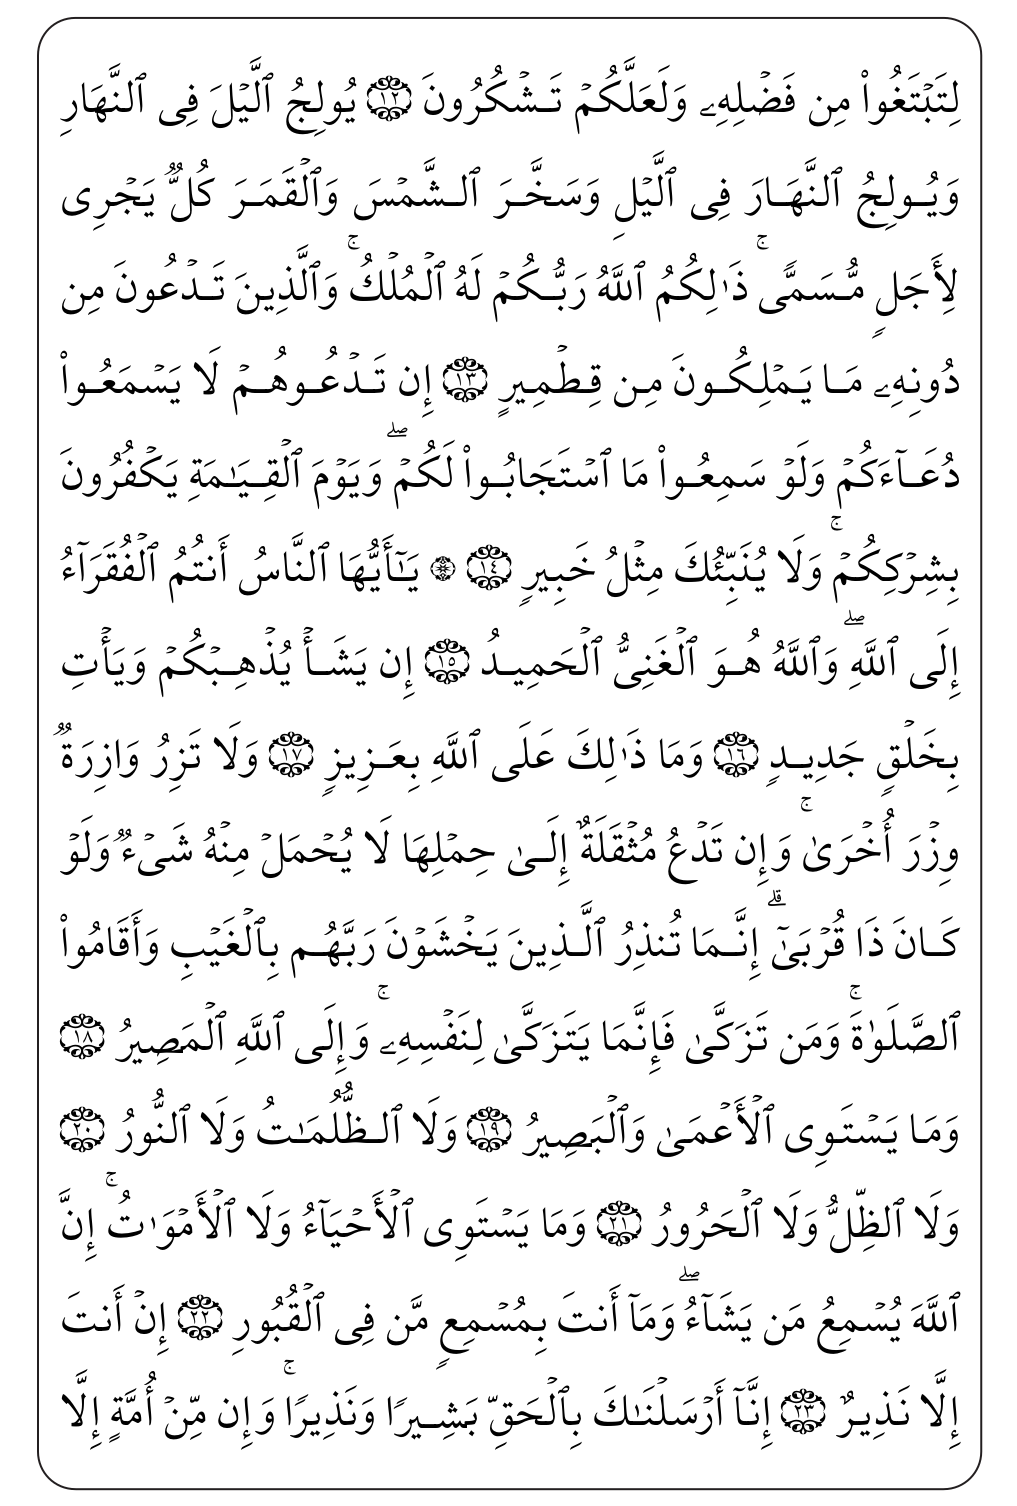 لِتَبۡتَغُواْ مِن فَضۡلِهِۦ وَلَعَلَّكُمۡ تَشۡكُرُونَ ١٢ يُولِجُ ٱلَّيۡلَ فِى ٱلنَّهَارِ
وَيُولِجُ ٱلنَّهَارَ فِى ٱلَّيۡلِ وَسَخَّرَ ٱلشَّمۡسَ وَٱلۡقَمَرَ كُلٌّ يَجۡرِى
لِأَجَلٍ مُّسَمًّىۚ ذَٰلِكُمُ ٱللَّهُ رَبُّكُمۡ لَهُ ٱلۡمُلۡكُۚ وَٱلَّذِينَ تَدۡعُونَ مِن
دُونِهِۦ مَا يَمۡلِكُونَ مِن قِطۡمِيرٍ ١٣ إِن تَدۡعُوهُمۡ لَا يَسۡمَعُواْ
دُعَآءَكُمۡ وَلَوۡ سَمِعُواْ مَا ٱسۡتَجَابُواْ لَكُمۡۖ وَيَوۡمَ ٱلۡقِيَـٰمَةِ يَكۡفُرُونَ
بِشِرۡكِكُمۡۚ وَلَا يُنَبِّئُكَ مِثۡلُ خَبِيرٍ ١٤ ۞ يَـٰٓأَيُّهَا ٱلنَّاسُ أَنتُمُ ٱلۡفُقَرَآءُ
إِلَى ٱللَّهِۖ وَٱللَّهُ هُوَ ٱلۡغَنِىُّ ٱلۡحَمِيدُ ١٥ إِن يَشَأۡ يُذۡهِبۡكُمۡ وَيَأۡتِ
بِخَلۡقٍ جَدِيدٍ ١٦ وَمَا ذَٰلِكَ عَلَى ٱللَّهِ بِعَزِيزٍ ١٧ وَلَا تَزِرُ وَازِرَةٌ
وِزۡرَ أُخۡرَىٰۚ وَإِن تَدۡعُ مُثۡقَلَةٌ إِلَىٰ حِمۡلِهَا لَا يُحۡمَلۡ مِنۡهُ شَىۡءٌ وَلَوۡ
كَانَ ذَا قُرۡبَىٰٓۗ إِنَّمَا تُنذِرُ ٱلَّذِينَ يَخۡشَوۡنَ رَبَّهُم بِٱلۡغَيۡبِ وَأَقَامُواْ
ٱلصَّلَوٰةَۚ وَمَن تَزَكَّىٰ فَإِنَّمَا يَتَزَكَّىٰ لِنَفۡسِهِۦۚ وَإِلَى ٱللَّهِ ٱلۡمَصِيرُ ١٨
وَمَا يَسۡتَوِى ٱلۡأَعۡمَىٰ وَٱلۡبَصِيرُ ١٩ وَلَا ٱلظُّلُمَـٰتُ وَلَا ٱلنُّورُ ٢٠
وَلَا ٱلظِّلُّ وَلَا ٱلۡحَرُورُ ٢١ وَمَا يَسۡتَوِى ٱلۡأَحۡيَآءُ وَلَا ٱلۡأَمۡوَٰتُۚ إِنَّ
ٱللَّهَ يُسۡمِعُ مَن يَشَآءُۖ وَمَآ أَنتَ بِمُسۡمِعٍ مَّن فِى ٱلۡقُبُورِ ٢٢ إِنۡ أَنتَ
إِلَّا نَذِيرٌ ٢٣ إِنَّآ أَرۡسَلۡنَـٰكَ بِٱلۡحَقِّ بَشِيرًا وَنَذِيرًاۚ وَإِن مِّنۡ أُمَّةٍ إِلَّا